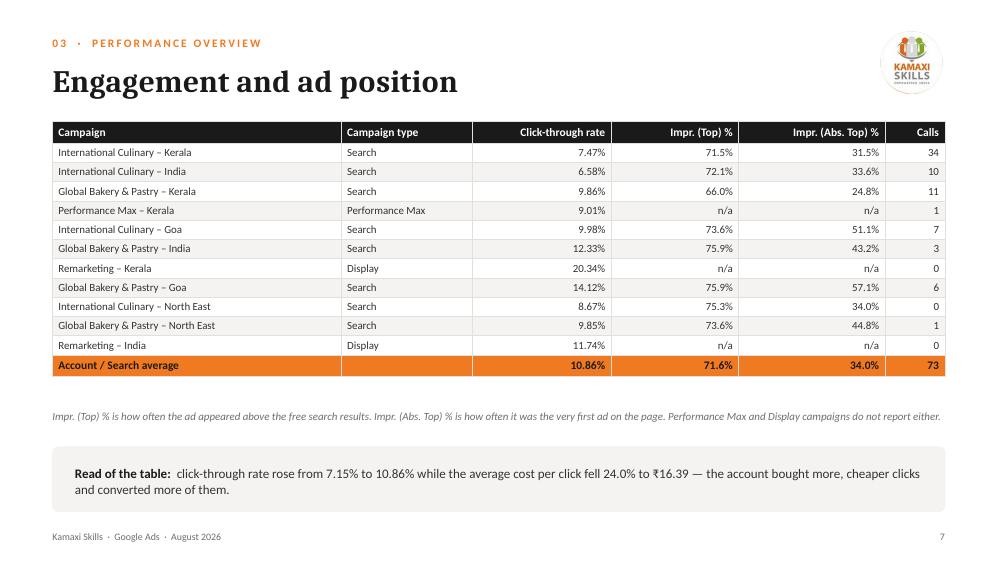 03 · PERFORMANCE OVERVIEW
KAMAXI
SKILLS
Engagement and ad position
Campaign Campaign type Click-through rate Impr. (Top) % Impr. (Abs. Top) % Calls
International Culinary – Kerala Search 7.47% 71.5% 31.5% 34
International Culinary – India Search 6.58% 72.1% 33.6% 10
Global Bakery & Pastry – Kerala Search 9.86% 66.0% 24.8% 11
Performance Max – Kerala Performance Max 9.01% n/a n/a 1
International Culinary – Goa Search 9.98% 73.6% 51.1% 7
Global Bakery & Pastry – India Search 12.33% 75.9% 43.2% 3
Remarketing – Kerala Display 20.34% n/a n/a 0
Global Bakery & Pastry – Goa Search 14.12% 75.9% 57.1% 6
International Culinary – North East Search 8.67% 75.3% 34.0% 0
Global Bakery & Pastry – North East Search 9.85% 73.6% 44.8% 1
Remarketing – India Display 11.74% n/a n/a 0
Account / Search average 10.86% 71.6% 34.0% 73
Impr. (Top) % is how often the ad appeared above the free search results. Impr. (Abs. Top) % is how often it was the very first ad on the page. Performance Max and Display campaigns do not report either.
Read of the table: click-through rate rose from 7.15% to 10.86% while the average cost per click fell 24.0% to ₹16.39 — the account bought more, cheaper clicks
and converted more of them.
Kamaxi Skills · Google Ads · August 2026 7